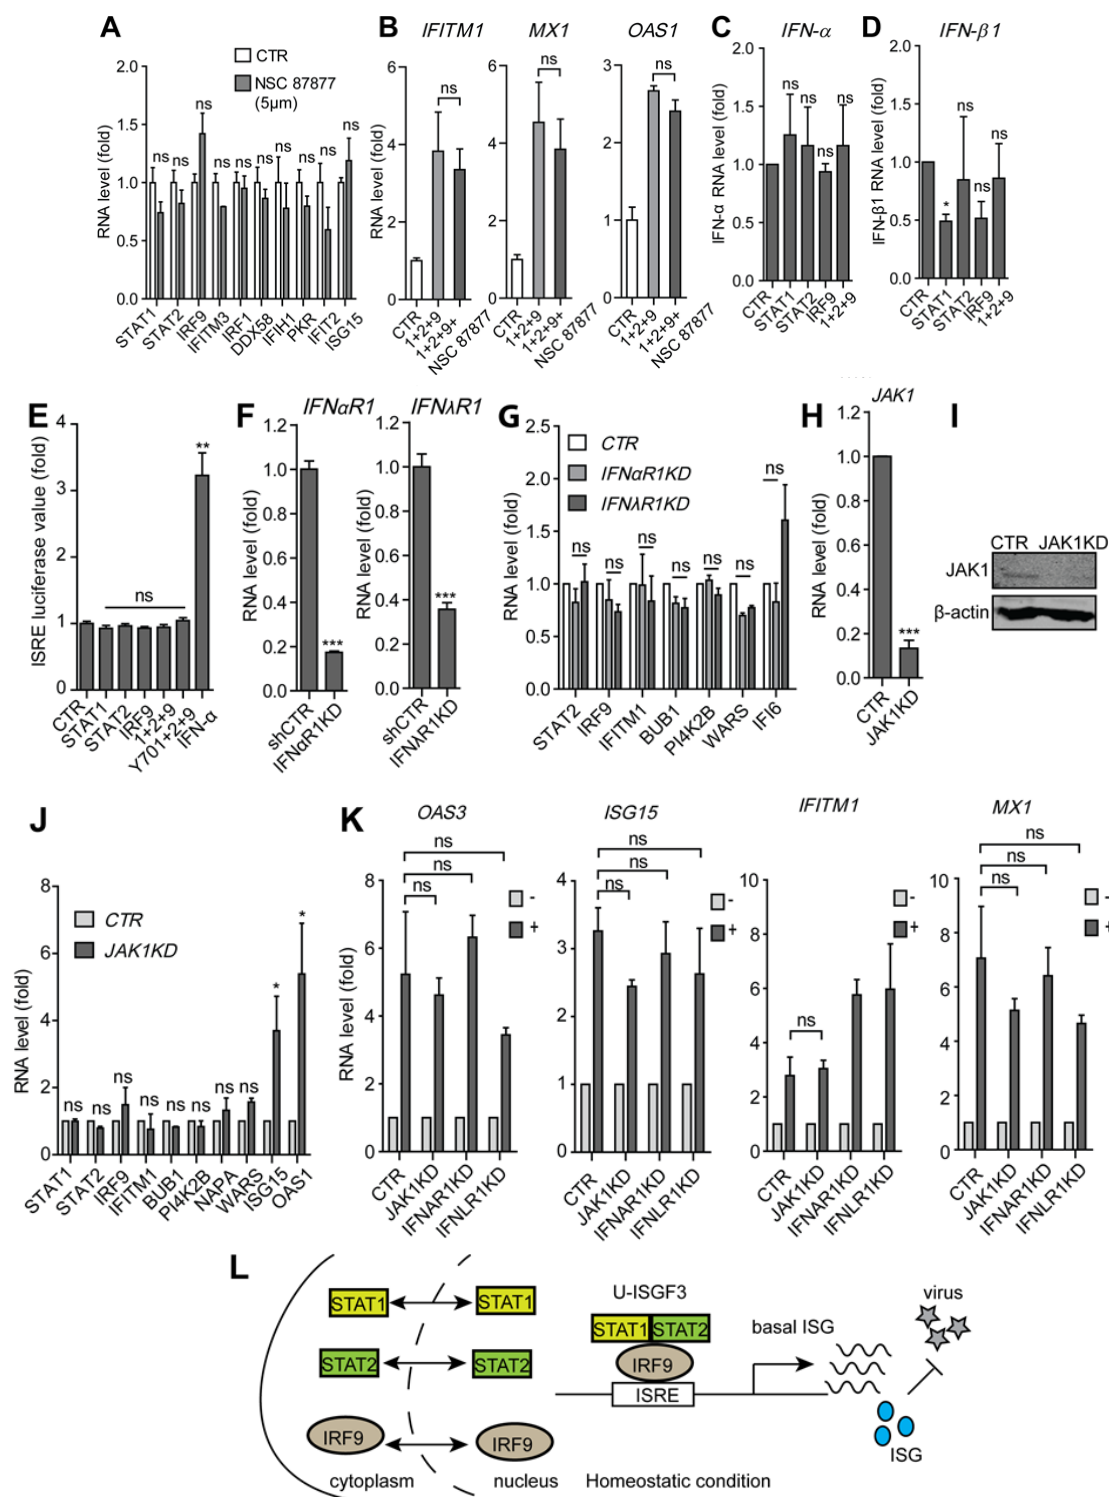 A
CTR
NSC 87877
(5μm)
RNA level (fold)
2.0
1.5
1.0
0.5
0.0
ns ns ns ns ns ns ns ns ns ns
STAT1 STAT2 IRF9 IFITM3 IRF1 DDX58 IFIH1 PKR IFIT2 ISG15
B
IFITM1 MX1 OAS1
RNA level (fold)
6
4
2
0
ns
CTR 1+2+9 1+2+9+ NSC 87877
6
4
2
0
ns
CTR 1+2+9 1+2+9+ NSC 87877
3
2
1
0
ns
CTR 1+2+9 1+2+9+ NSC 87877
C
IFN-α
IFN-α RNA level (fold)
2.0
1.5
1.0
0.5
0.0
ns ns ns ns
CTR STAT1 STAT2 IRF9 1+2+9
D
IFN-β1
IFN-β1 RNA level (fold)
2.0
1.5
1.0
0.5
0.0
* ns ns ns
CTR STAT1 STAT2 IRF9 1+2+9
E
ISRE luciferase value (fold)
4
3
2
1
0
ns **
CTR STAT1 STAT2 IRF9 1+2+9 Y701+2+9 IFN-α
F
IFNαR1 IFNλR1
RNA level (fold)
1.2
1.0
0.8
0.6
0.4
0.2
0.0
***
shCTR IFNαR1KD
RNA level (fold)
1.2
1.0
0.8
0.6
0.4
0.2
0.0
***
shCTR IFNλR1KD
G
CTR
IFNαR1KD
IFNλR1KD
RNA level (fold)
2.5
2.0
1.5
1.0
0.5
0.0
ns ns ns ns ns ns ns
STAT2 IRF9 IFITM1 BUB1 PI4K2B WARS IFI6
H
JAK1
RNA level (fold)
1.2
1.0
0.8
0.6
0.4
0.2
0
***
CTR JAK1KD
I
CTR JAK1KD
JAK1
β-actin
J
CTR
JAK1KD
RNA level (fold)
8
6
4
2
0
ns ns ns ns ns ns ns ns * *
STAT1 STAT2 IRF9 IFITM1 BUB1 PI4K2B NAPA WARS ISG15 OAS1
K
OAS3 ISG15 IFITM1 MX1
RNA level (fold)
8
6
4
2
0
ns
ns
ns
-
+
CTR JAK1KD IFNAR1KD IFNLR1KD
4
3
2
1
0
ns
ns
ns
-
+
CTR JAK1KD IFNAR1KD IFNLR1KD
10
8
6
4
2
0
ns
-
+
CTR JAK1KD IFNAR1KD IFNLR1KD
10
8
6
4
2
0
ns
ns
ns
-
+
CTR JAK1KD IFNAR1KD IFNLR1KD
L
STAT1 STAT1
STAT2 STAT2
IRF9 IRF9
cytoplasm nucleus
U-ISGF3
STAT1 STAT2
IRF9
ISRE
basal ISG
virus
ISG
Homeostatic condition